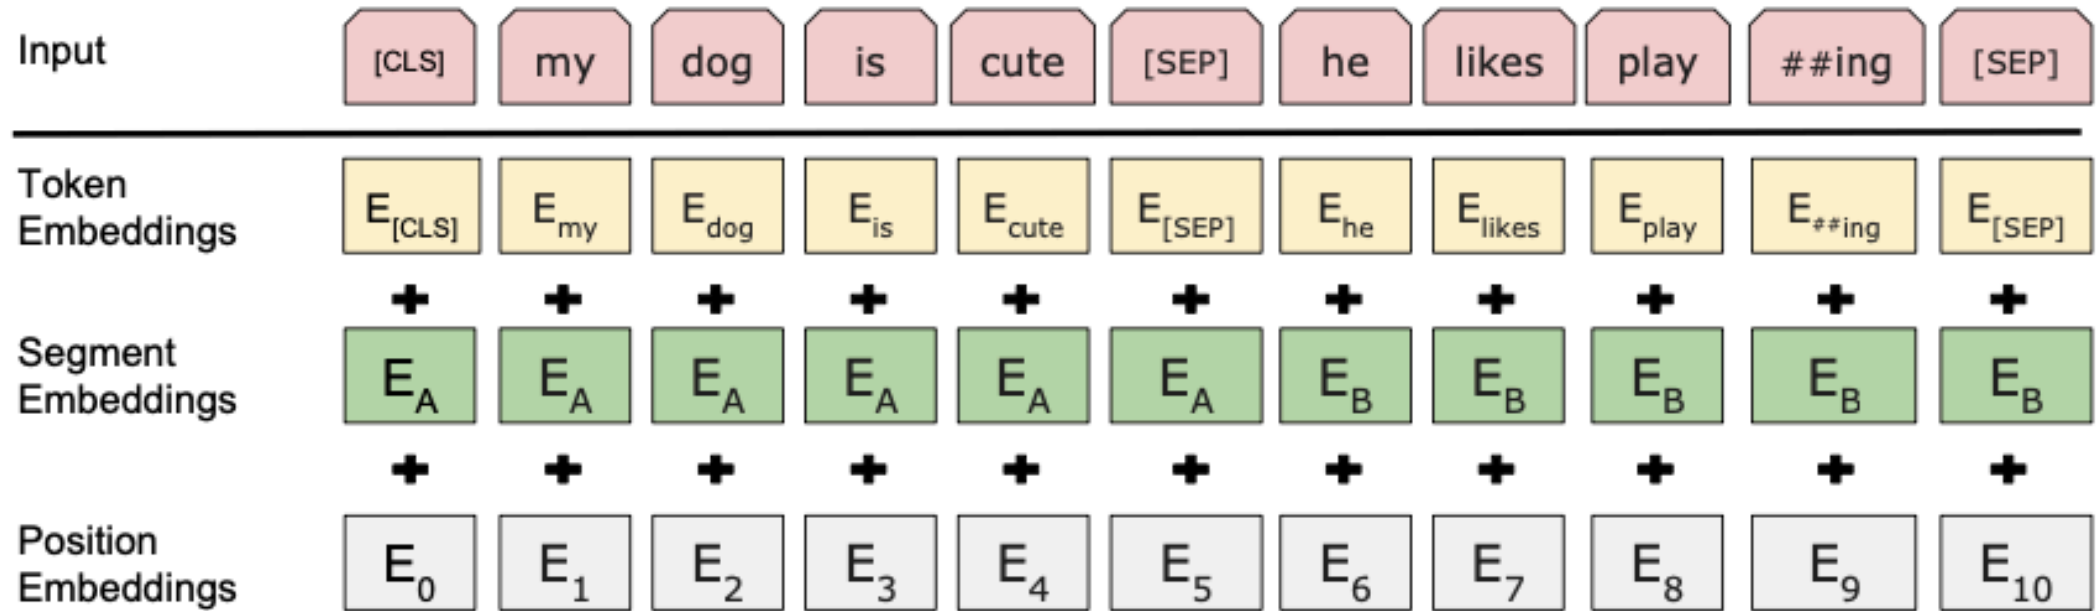 Input [CLS] my dog is cute [SEP] he likes play ##ing [SEP]
Token
Embeddings E[CLS] Emy Edog Eis Ecute E[SEP] Ehe Elikes Eplay E##ing E[SEP]
+ + + + + + + + + + +
Segment
Embeddings EA EA EA EA EA EA EB EB EB EB EB
+ + + + + + + + + + +
Position
Embeddings E0 E1 E2 E3 E4 E5 E6 E7 E8 E9 E10